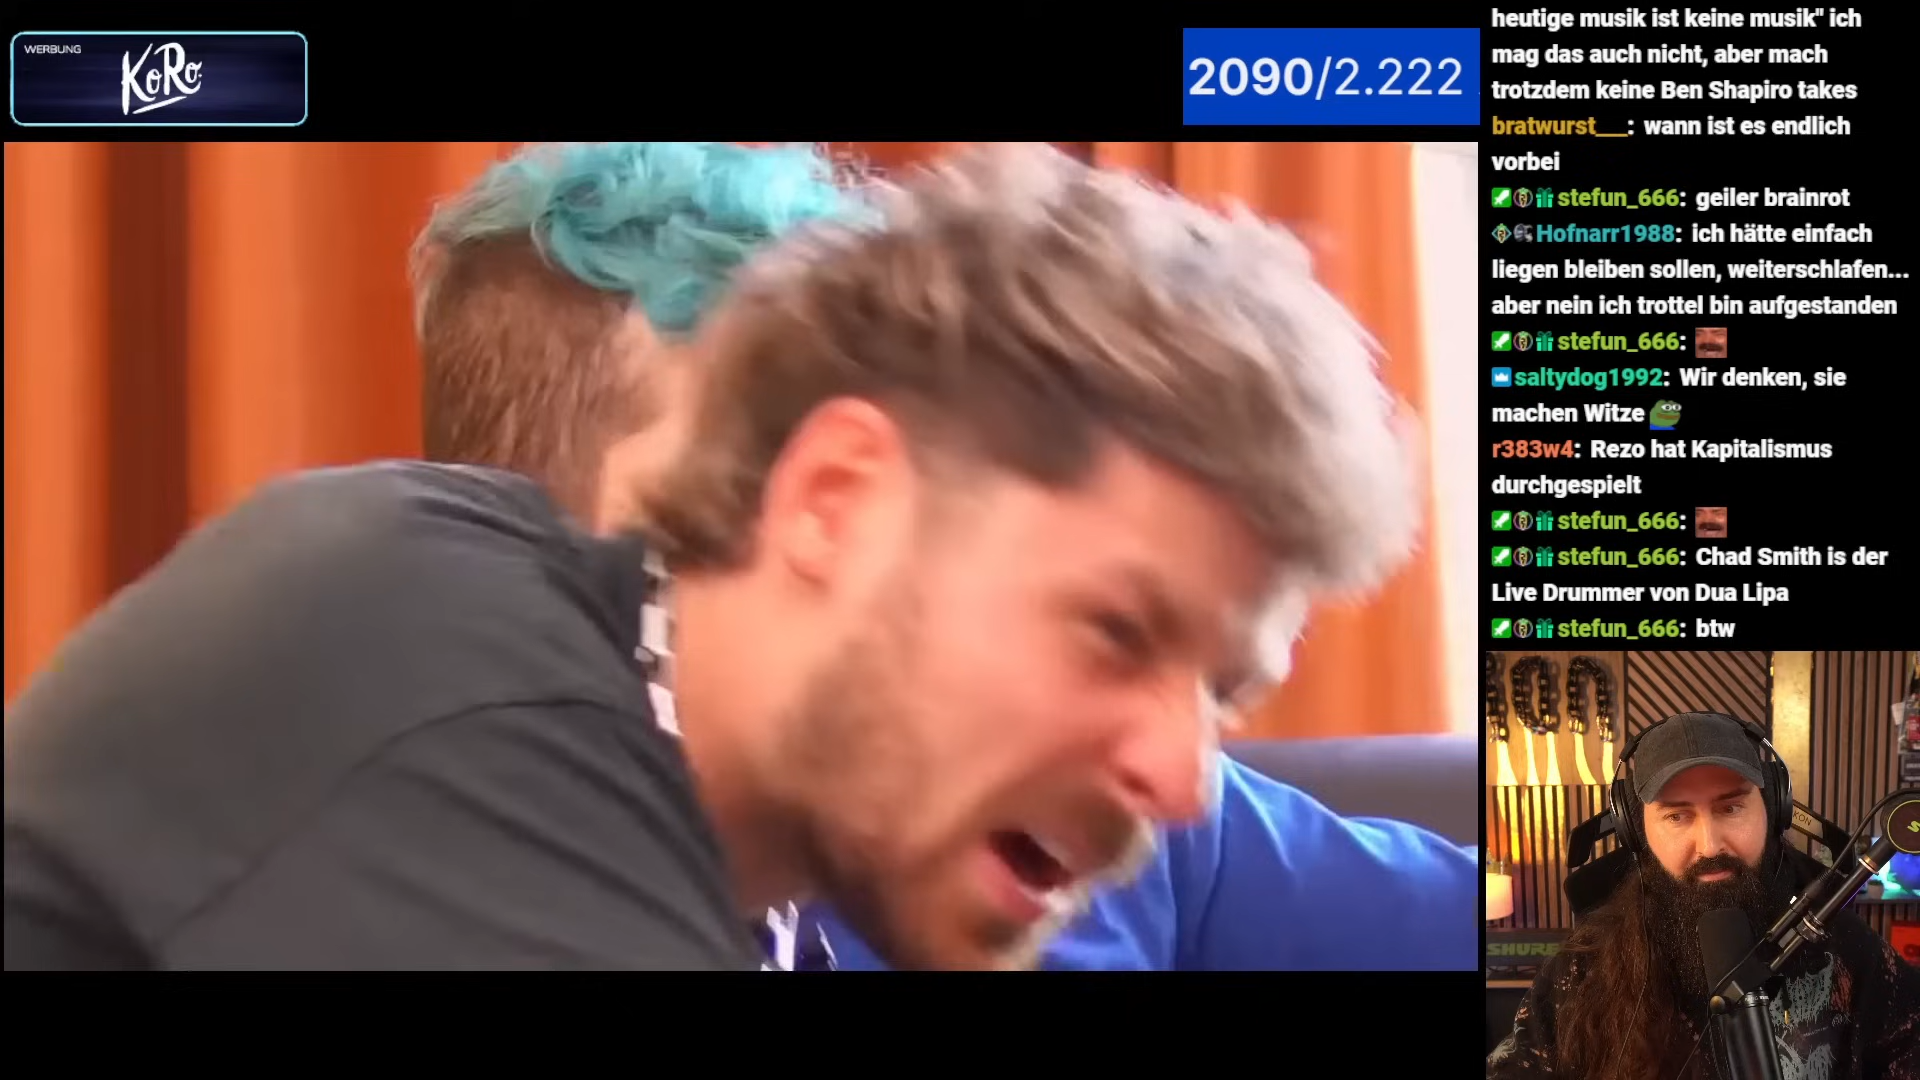 WERBUNG
KoRo
2090/2.222
heutige musik ist keine musik" ich
mag das auch nicht, aber mach
trotzdem keine Ben Shapiro takes
bratwurst___: wann ist es endlich
vorbei
stefun_666: geiler brainrot
Hofnarr1988: ich hätte einfach
liegen bleiben sollen, weiterschlafen...
aber nein ich trottel bin aufgestanden
stefun_666:
saltydog1992: Wir denken, sie
machen Witze
r383w4: Rezo hat Kapitalismus
durchgespielt
stefun_666:
stefun_666: Chad Smith is der
Live Drummer von Dua Lipa
stefun_666: btw
SHURE